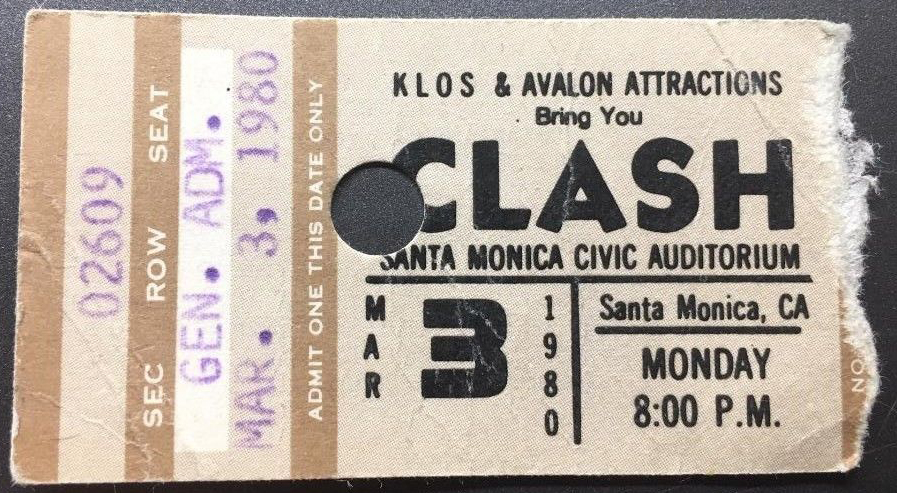 02609
SEC ROW SEAT
GEN. ADM.
MAR. 3, 1980
ADMIT ONE THIS DATE ONLY
KLOS & AVALON ATTRACTIONS
Bring You
CLASH
SANTA MONICA CIVIC AUDITORIUM
MAR
3
1980
Santa Monica, CA
MONDAY
8:00 P.M.
NO